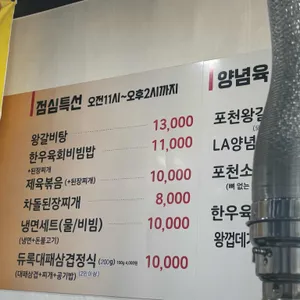 점심특선 오전11시~오후2시까지
왕갈비탕 13,000
한우육회비빔밥 11,000
+된장찌개
제육볶음 (+된장찌개) 10,000
차돌된장찌개 8,000
냉면세트(물/비빔) 10,000
(냉면+돈불고기)
듀록대패삼겹정식 (200g) 10,000
(대패삼겹+찌개+공기밥)
양념육
포천왕갈
LA양념
포천소
(뼈 없는
한우육
왕껍데기